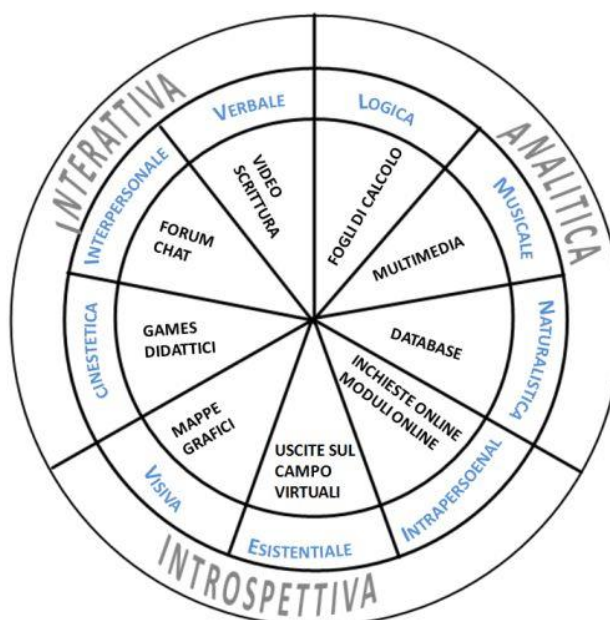 INTERATTIVA
ANALITICA
INTROSPETTIVA
VERBALE
LOGICA
MUSICALE
NATURALISTICA
INTRAPERSOENAL
ESISTENTIALE
VISIVA
CINESTETICA
INTERPERSONALE
VIDEO
SCRITTURA
FOGLI DI CALCOLO
MULTIMEDIA
DATABASE
INCHIESTE ONLINE
MODULI ONLINE
USCITE SUL
CAMPO
VIRTUALI
MAPPE
GRAFICI
GAMES
DIDATTICI
FORUM
CHAT